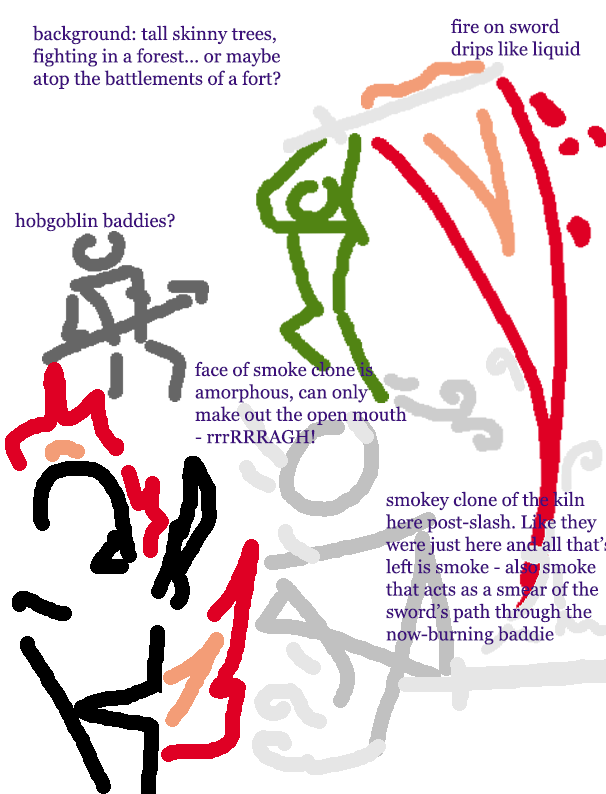 background: tall skinny trees,
fighting in a forest... or maybe
atop the battlements of a fort?
fire on sword
drips like liquid
hobgoblin baddies?
face of smoke clone is
amorphous, can only
make out the open mouth
- rrrRRRAGH!
smokey clone of the kiln
here post-slash. Like they
were just here and all that's
left is smoke - also smoke
that acts as a smear of the
sword's path through the
now-burning baddie